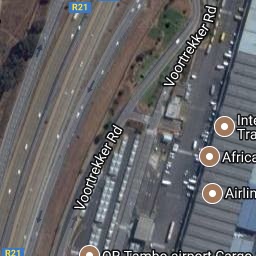 R21
Voortrekker Rd
Inte
Tra
Africa
Voortrekker Rd
Airlin
R21
OR Tambo airport Cargo